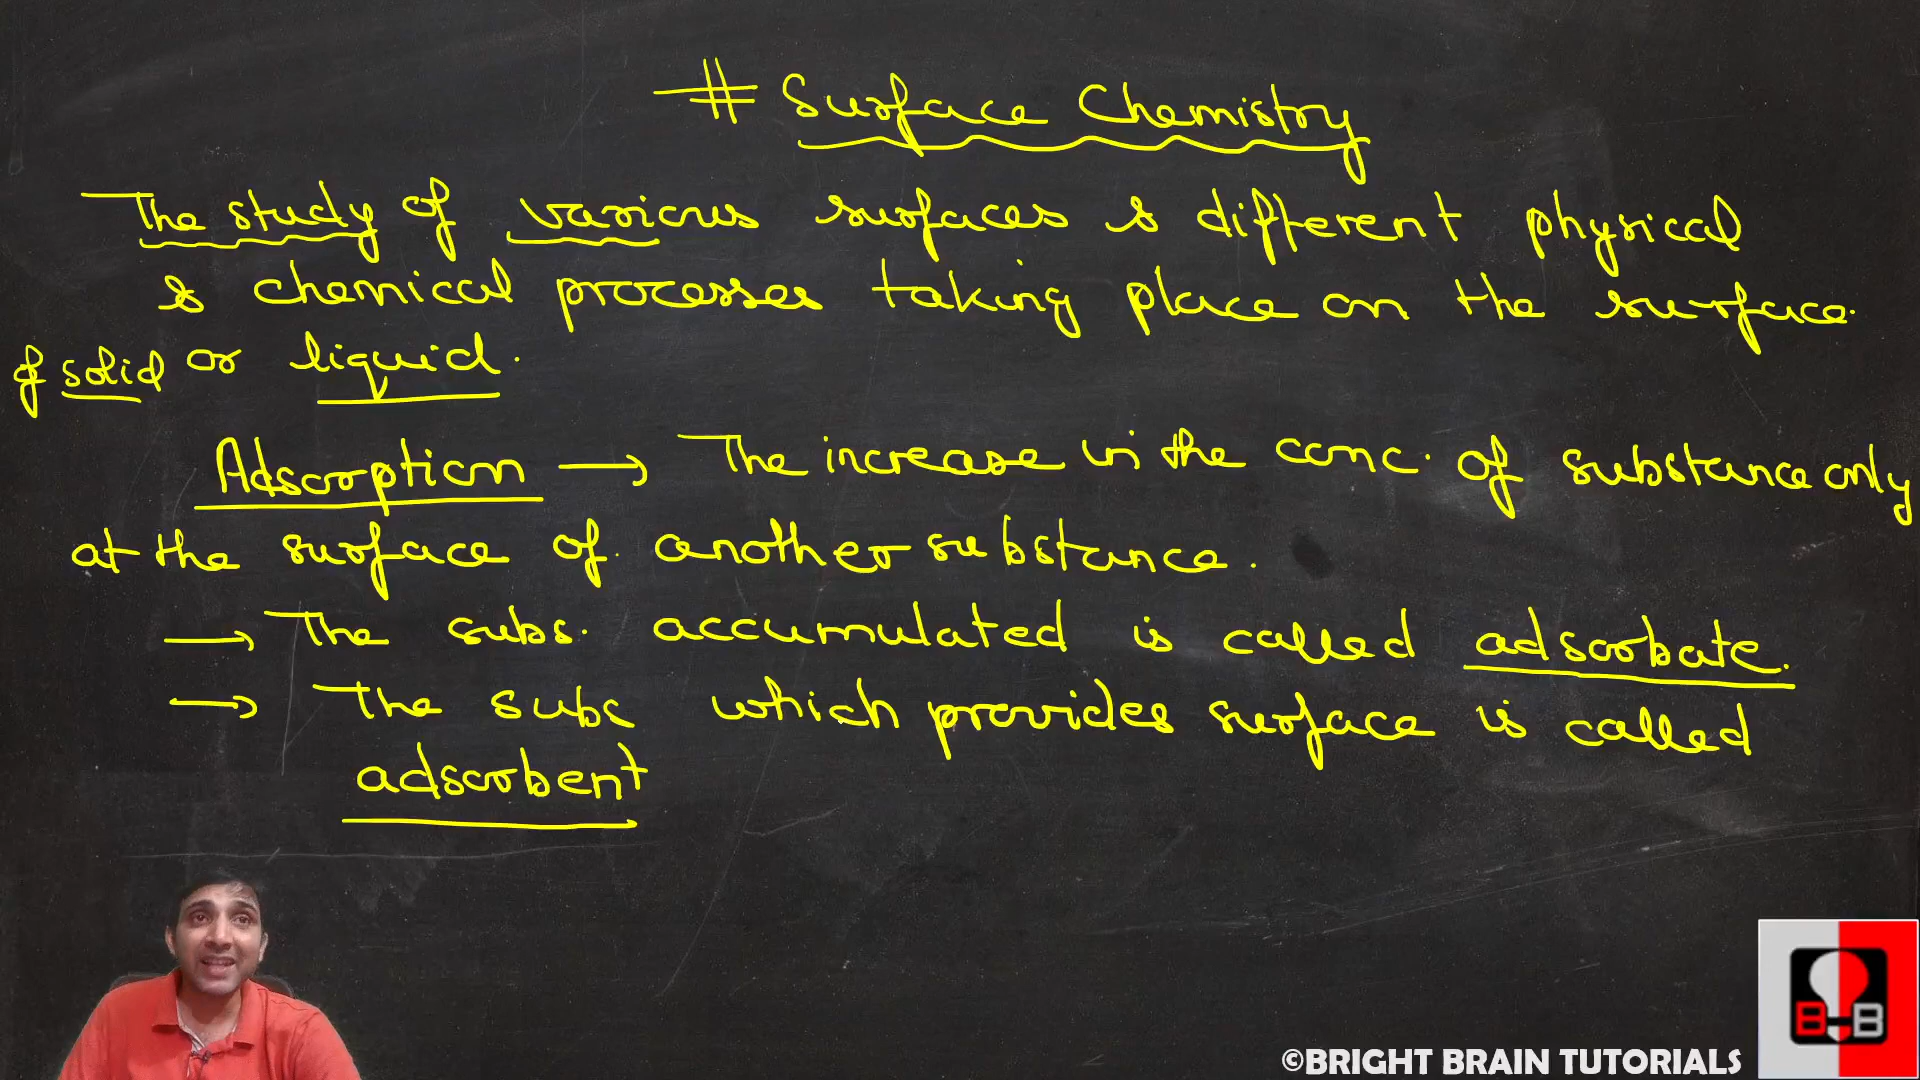 # Surface Chemistry
The study of various surfaces & different physical
& chemical processes taking place on the surface.
of solid or liquid.
Adsorption → The increase in the conc. of substance only
at the surface of another substance.
→ The subs. accumulated is called adsorbate.
→ The subs which provides surface is called
adsorbent
B B
©BRIGHT BRAIN TUTORIALS